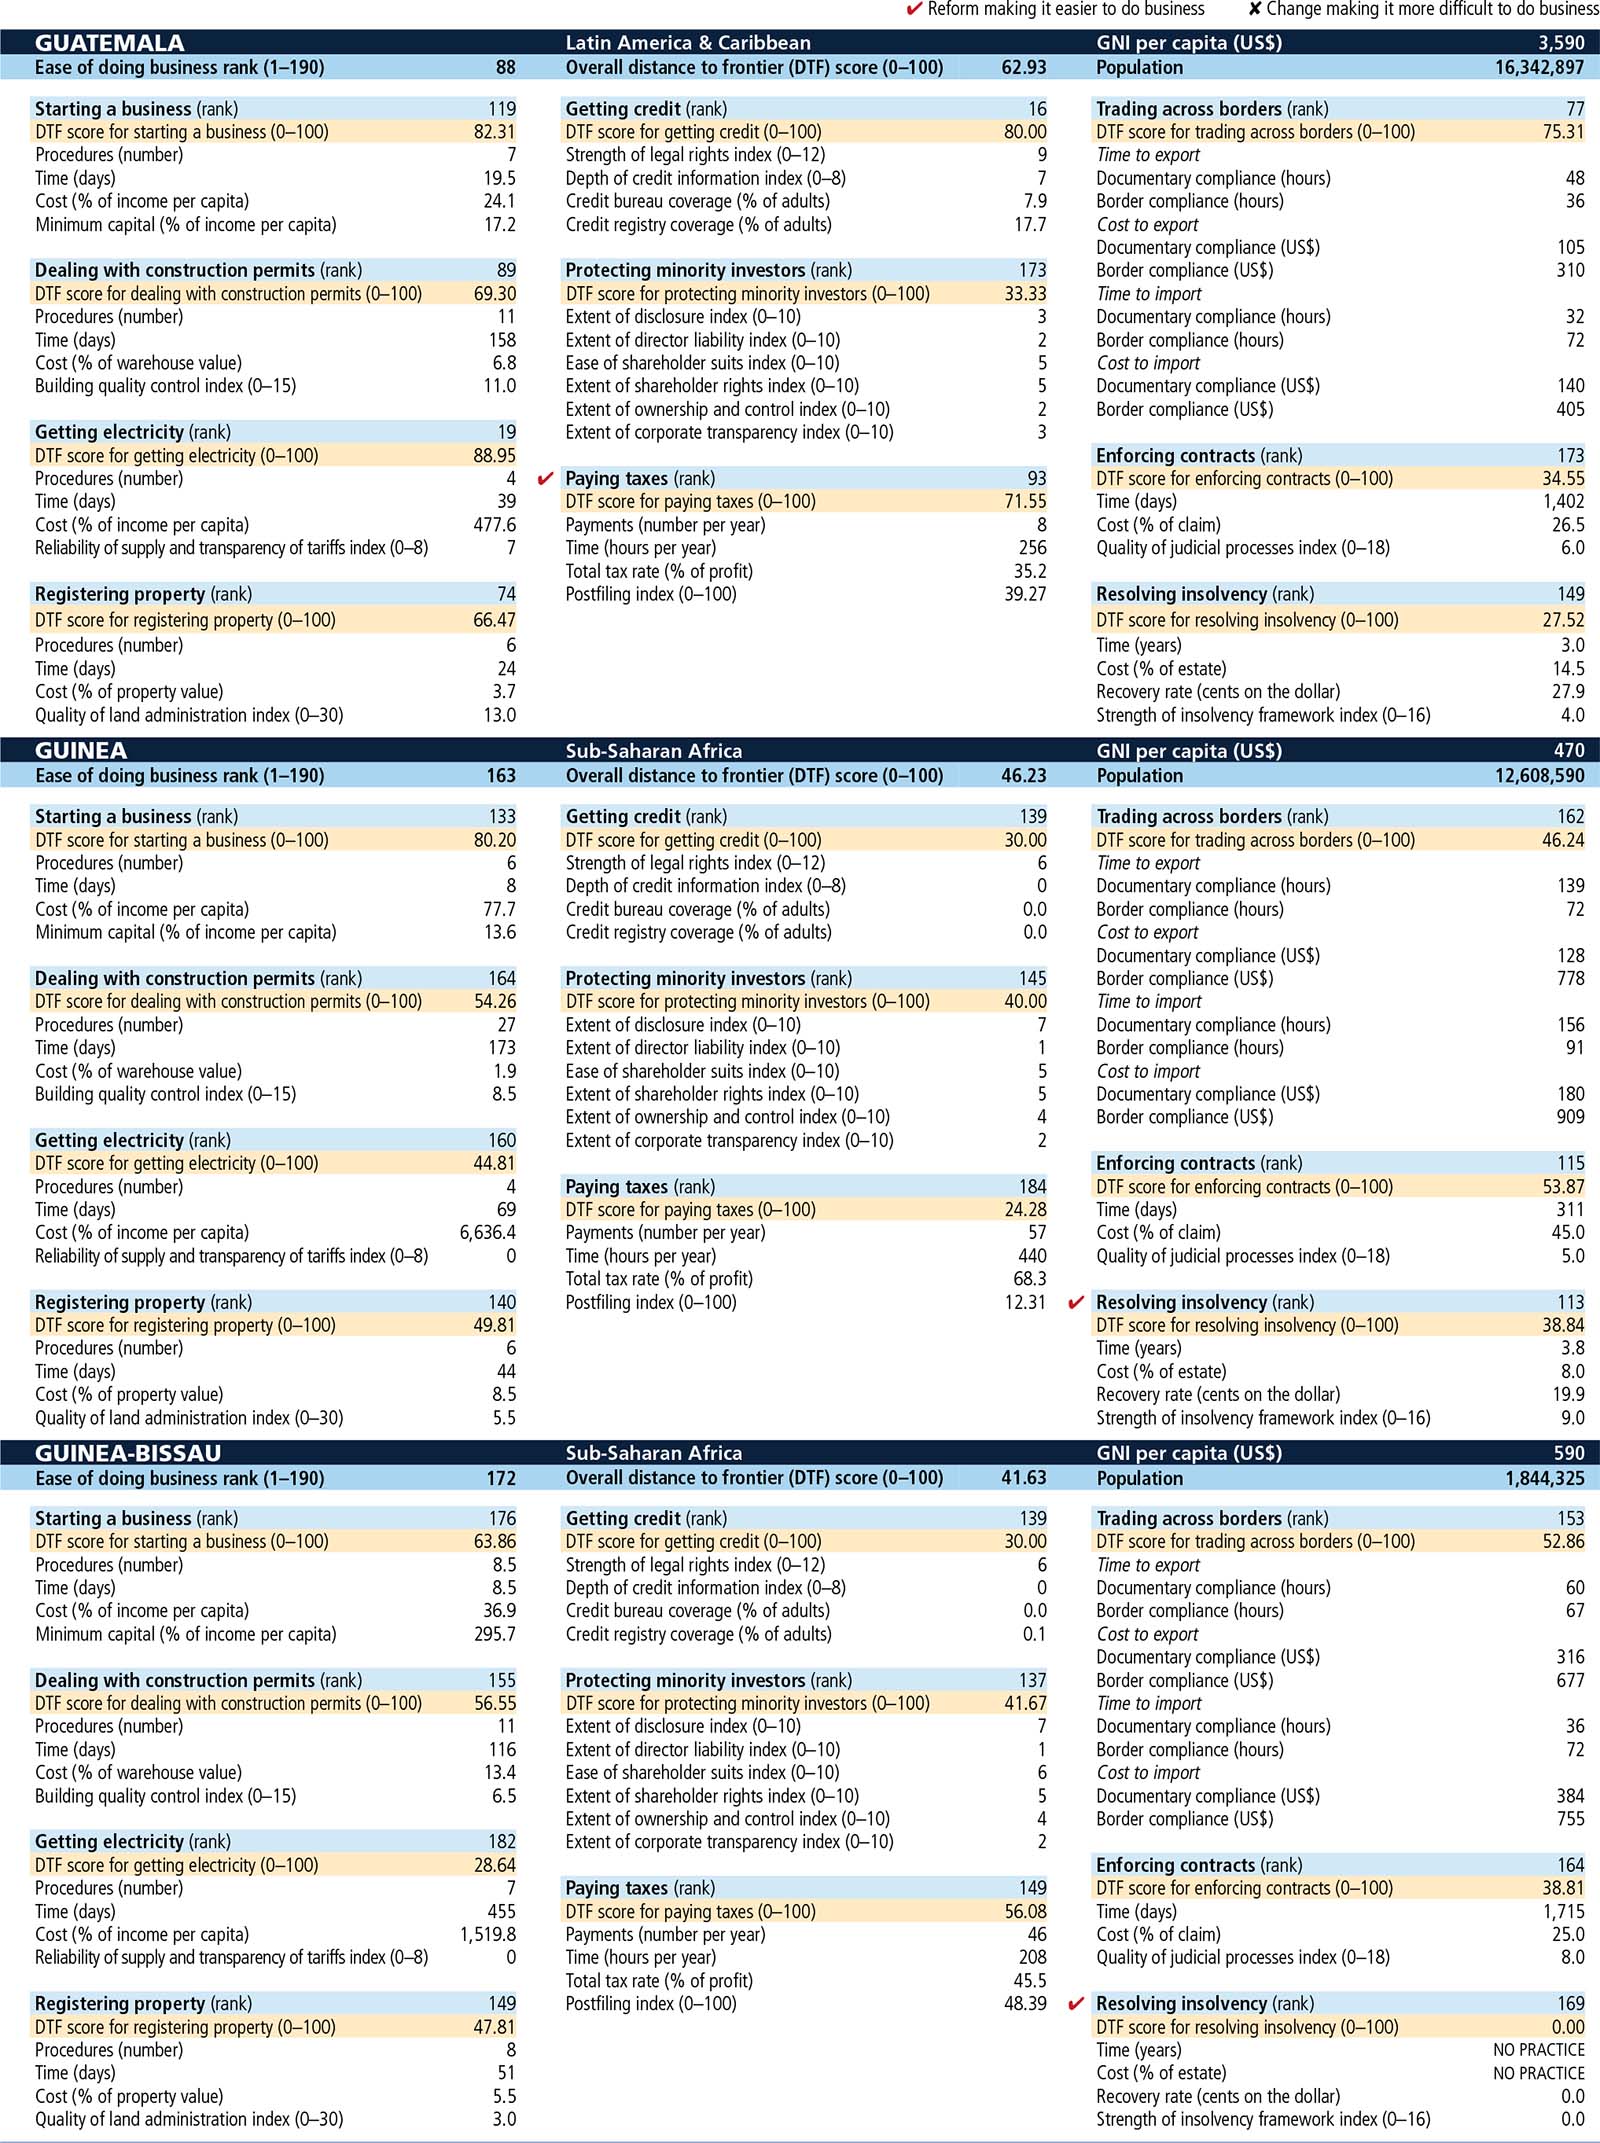 ✔ Reform making it easier to do business ✘ Change making it more difficult to do business
GUATEMALA Latin America & Caribbean GNI per capita (US$) 3,590
Ease of doing business rank (1–190) 88 Overall distance to frontier (DTF) score (0–100) 62.93 Population 16,342,897
Starting a business (rank) 119
DTF score for starting a business (0–100) 82.31
Procedures (number) 7
Time (days) 19.5
Cost (% of income per capita) 24.1
Minimum capital (% of income per capita) 17.2
Dealing with construction permits (rank) 89
DTF score for dealing with construction permits (0–100) 69.30
Procedures (number) 11
Time (days) 158
Cost (% of warehouse value) 6.8
Building quality control index (0–15) 11.0
Getting electricity (rank) 19
DTF score for getting electricity (0–100) 88.95
Procedures (number) 4
Time (days) 39
Cost (% of income per capita) 477.6
Reliability of supply and transparency of tariffs index (0–8) 7
Registering property (rank) 74
DTF score for registering property (0–100) 66.47
Procedures (number) 6
Time (days) 24
Cost (% of property value) 3.7
Quality of land administration index (0–30) 13.0
Getting credit (rank) 16
DTF score for getting credit (0–100) 80.00
Strength of legal rights index (0–12) 9
Depth of credit information index (0–8) 7
Credit bureau coverage (% of adults) 7.9
Credit registry coverage (% of adults) 17.7
Protecting minority investors (rank) 173
DTF score for protecting minority investors (0–100) 33.33
Extent of disclosure index (0–10) 3
Extent of director liability index (0–10) 2
Ease of shareholder suits index (0–10) 5
Extent of shareholder rights index (0–10) 5
Extent of ownership and control index (0–10) 2
Extent of corporate transparency index (0–10) 3
✔ Paying taxes (rank) 93
DTF score for paying taxes (0–100) 71.55
Payments (number per year) 8
Time (hours per year) 256
Total tax rate (% of profit) 35.2
Postfiling index (0–100) 39.27
Trading across borders (rank) 77
DTF score for trading across borders (0–100) 75.31
Time to export
Documentary compliance (hours) 48
Border compliance (hours) 36
Cost to export
Documentary compliance (US$) 105
Border compliance (US$) 310
Time to import
Documentary compliance (hours) 32
Border compliance (hours) 72
Cost to import
Documentary compliance (US$) 140
Border compliance (US$) 405
Enforcing contracts (rank) 173
DTF score for enforcing contracts (0–100) 34.55
Time (days) 1,402
Cost (% of claim) 26.5
Quality of judicial processes index (0–18) 6.0
Resolving insolvency (rank) 149
DTF score for resolving insolvency (0–100) 27.52
Time (years) 3.0
Cost (% of estate) 14.5
Recovery rate (cents on the dollar) 27.9
Strength of insolvency framework index (0–16) 4.0
GUINEA Sub-Saharan Africa GNI per capita (US$) 470
Ease of doing business rank (1–190) 163 Overall distance to frontier (DTF) score (0–100) 46.23 Population 12,608,590
Starting a business (rank) 133
DTF score for starting a business (0–100) 80.20
Procedures (number) 6
Time (days) 8
Cost (% of income per capita) 77.7
Minimum capital (% of income per capita) 13.6
Dealing with construction permits (rank) 164
DTF score for dealing with construction permits (0–100) 54.26
Procedures (number) 27
Time (days) 173
Cost (% of warehouse value) 1.9
Building quality control index (0–15) 8.5
Getting electricity (rank) 160
DTF score for getting electricity (0–100) 44.81
Procedures (number) 4
Time (days) 69
Cost (% of income per capita) 6,636.4
Reliability of supply and transparency of tariffs index (0–8) 0
Registering property (rank) 140
DTF score for registering property (0–100) 49.81
Procedures (number) 6
Time (days) 44
Cost (% of property value) 8.5
Quality of land administration index (0–30) 5.5
Getting credit (rank) 139
DTF score for getting credit (0–100) 30.00
Strength of legal rights index (0–12) 6
Depth of credit information index (0–8) 0
Credit bureau coverage (% of adults) 0.0
Credit registry coverage (% of adults) 0.0
Protecting minority investors (rank) 145
DTF score for protecting minority investors (0–100) 40.00
Extent of disclosure index (0–10) 7
Extent of director liability index (0–10) 1
Ease of shareholder suits index (0–10) 5
Extent of shareholder rights index (0–10) 5
Extent of ownership and control index (0–10) 4
Extent of corporate transparency index (0–10) 2
Paying taxes (rank) 184
DTF score for paying taxes (0–100) 24.28
Payments (number per year) 57
Time (hours per year) 440
Total tax rate (% of profit) 68.3
Postfiling index (0–100) 12.31
Trading across borders (rank) 162
DTF score for trading across borders (0–100) 46.24
Time to export
Documentary compliance (hours) 139
Border compliance (hours) 72
Cost to export
Documentary compliance (US$) 128
Border compliance (US$) 778
Time to import
Documentary compliance (hours) 156
Border compliance (hours) 91
Cost to import
Documentary compliance (US$) 180
Border compliance (US$) 909
Enforcing contracts (rank) 115
DTF score for enforcing contracts (0–100) 53.87
Time (days) 311
Cost (% of claim) 45.0
Quality of judicial processes index (0–18) 5.0
✔ Resolving insolvency (rank) 113
DTF score for resolving insolvency (0–100) 38.84
Time (years) 3.8
Cost (% of estate) 8.0
Recovery rate (cents on the dollar) 19.9
Strength of insolvency framework index (0–16) 9.0
GUINEA-BISSAU Sub-Saharan Africa GNI per capita (US$) 590
Ease of doing business rank (1–190) 172 Overall distance to frontier (DTF) score (0–100) 41.63 Population 1,844,325
Starting a business (rank) 176
DTF score for starting a business (0–100) 63.86
Procedures (number) 8.5
Time (days) 8.5
Cost (% of income per capita) 36.9
Minimum capital (% of income per capita) 295.7
Dealing with construction permits (rank) 155
DTF score for dealing with construction permits (0–100) 56.55
Procedures (number) 11
Time (days) 116
Cost (% of warehouse value) 13.4
Building quality control index (0–15) 6.5
Getting electricity (rank) 182
DTF score for getting electricity (0–100) 28.64
Procedures (number) 7
Time (days) 455
Cost (% of income per capita) 1,519.8
Reliability of supply and transparency of tariffs index (0–8) 0
Registering property (rank) 149
DTF score for registering property (0–100) 47.81
Procedures (number) 8
Time (days) 51
Cost (% of property value) 5.5
Quality of land administration index (0–30) 3.0
Getting credit (rank) 139
DTF score for getting credit (0–100) 30.00
Strength of legal rights index (0–12) 6
Depth of credit information index (0–8) 0
Credit bureau coverage (% of adults) 0.0
Credit registry coverage (% of adults) 0.1
Protecting minority investors (rank) 137
DTF score for protecting minority investors (0–100) 41.67
Extent of disclosure index (0–10) 7
Extent of director liability index (0–10) 1
Ease of shareholder suits index (0–10) 6
Extent of shareholder rights index (0–10) 5
Extent of ownership and control index (0–10) 4
Extent of corporate transparency index (0–10) 2
Paying taxes (rank) 149
DTF score for paying taxes (0–100) 56.08
Payments (number per year) 46
Time (hours per year) 208
Total tax rate (% of profit) 45.5
Postfiling index (0–100) 48.39
Trading across borders (rank) 153
DTF score for trading across borders (0–100) 52.86
Time to export
Documentary compliance (hours) 60
Border compliance (hours) 67
Cost to export
Documentary compliance (US$) 316
Border compliance (US$) 677
Time to import
Documentary compliance (hours) 36
Border compliance (hours) 72
Cost to import
Documentary compliance (US$) 384
Border compliance (US$) 755
Enforcing contracts (rank) 164
DTF score for enforcing contracts (0–100) 38.81
Time (days) 1,715
Cost (% of claim) 25.0
Quality of judicial processes index (0–18) 8.0
✔ Resolving insolvency (rank) 169
DTF score for resolving insolvency (0–100) 0.00
Time (years) NO PRACTICE
Cost (% of estate) NO PRACTICE
Recovery rate (cents on the dollar) 0.0
Strength of insolvency framework index (0–16) 0.0